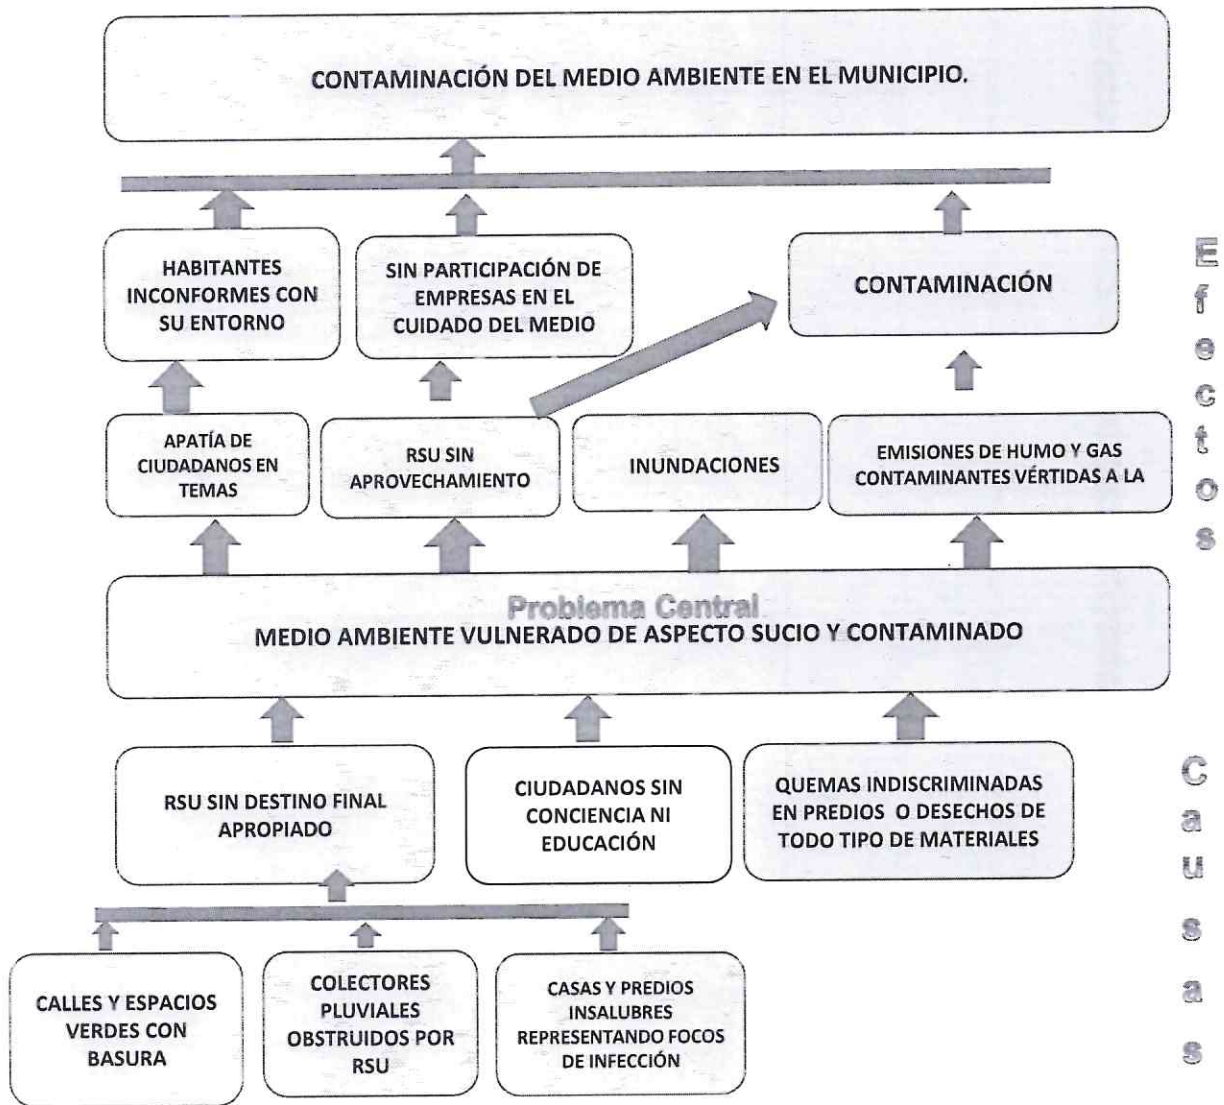 CONTAMINACIÓN DEL MEDIO AMBIENTE EN EL MUNICIPIO.
HABITANTES
INCONFORMES CON
SU ENTORNO
SIN PARTICIPACIÓN DE
EMPRESAS EN EL
CUIDADO DEL MEDIO
CONTAMINACIÓN
APATÍA DE
CIUDADANOS EN
TEMAS
RSU SIN
APROVECHAMIENTO
INUNDACIONES
EMISIONES DE HUMO Y GAS
CONTAMINANTES VÉRTIDAS A LA
Efectos
Problema Central
MEDIO AMBIENTE VULNERADO DE ASPECTO SUCIO Y CONTAMINADO
RSU SIN DESTINO FINAL
APROPIADO
CIUDADANOS SIN
CONCIENCIA NI
EDUCACIÓN
QUEMAS INDISCRIMINADAS
EN PREDIOS O DESECHOS DE
TODO TIPO DE MATERIALES
CALLES Y ESPACIOS
VERDES CON
BASURA
COLECTORES
PLUVIALES
OBSTRUIDOS POR
RSU
CASAS Y PREDIOS
INSALUBRES
REPRESENTANDO FOCOS
DE INFECCIÓN
Causas